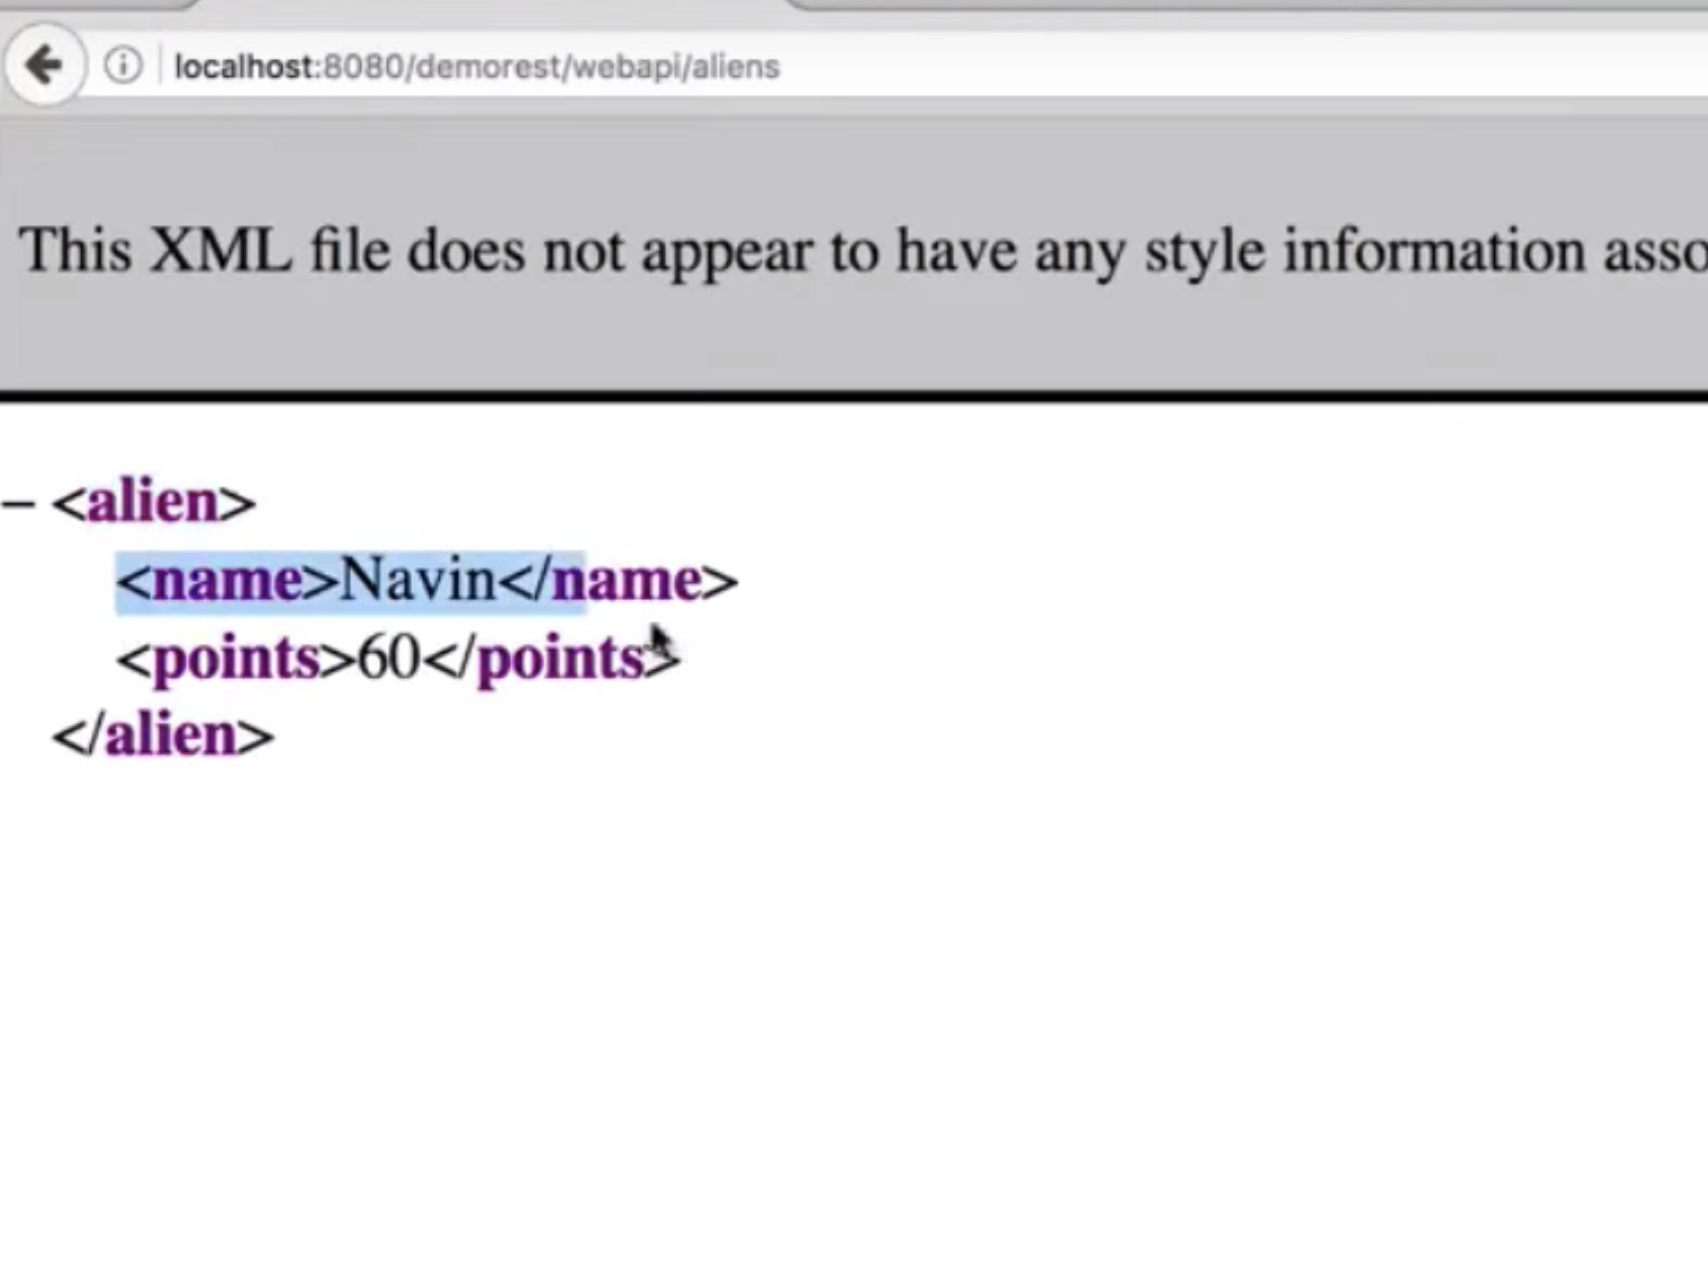 localhost:8080/demorest/webapi/aliens
This XML file does not appear to have any style information asso
– <alien>
<name>Navin</name>
<points>60</points>
</alien>